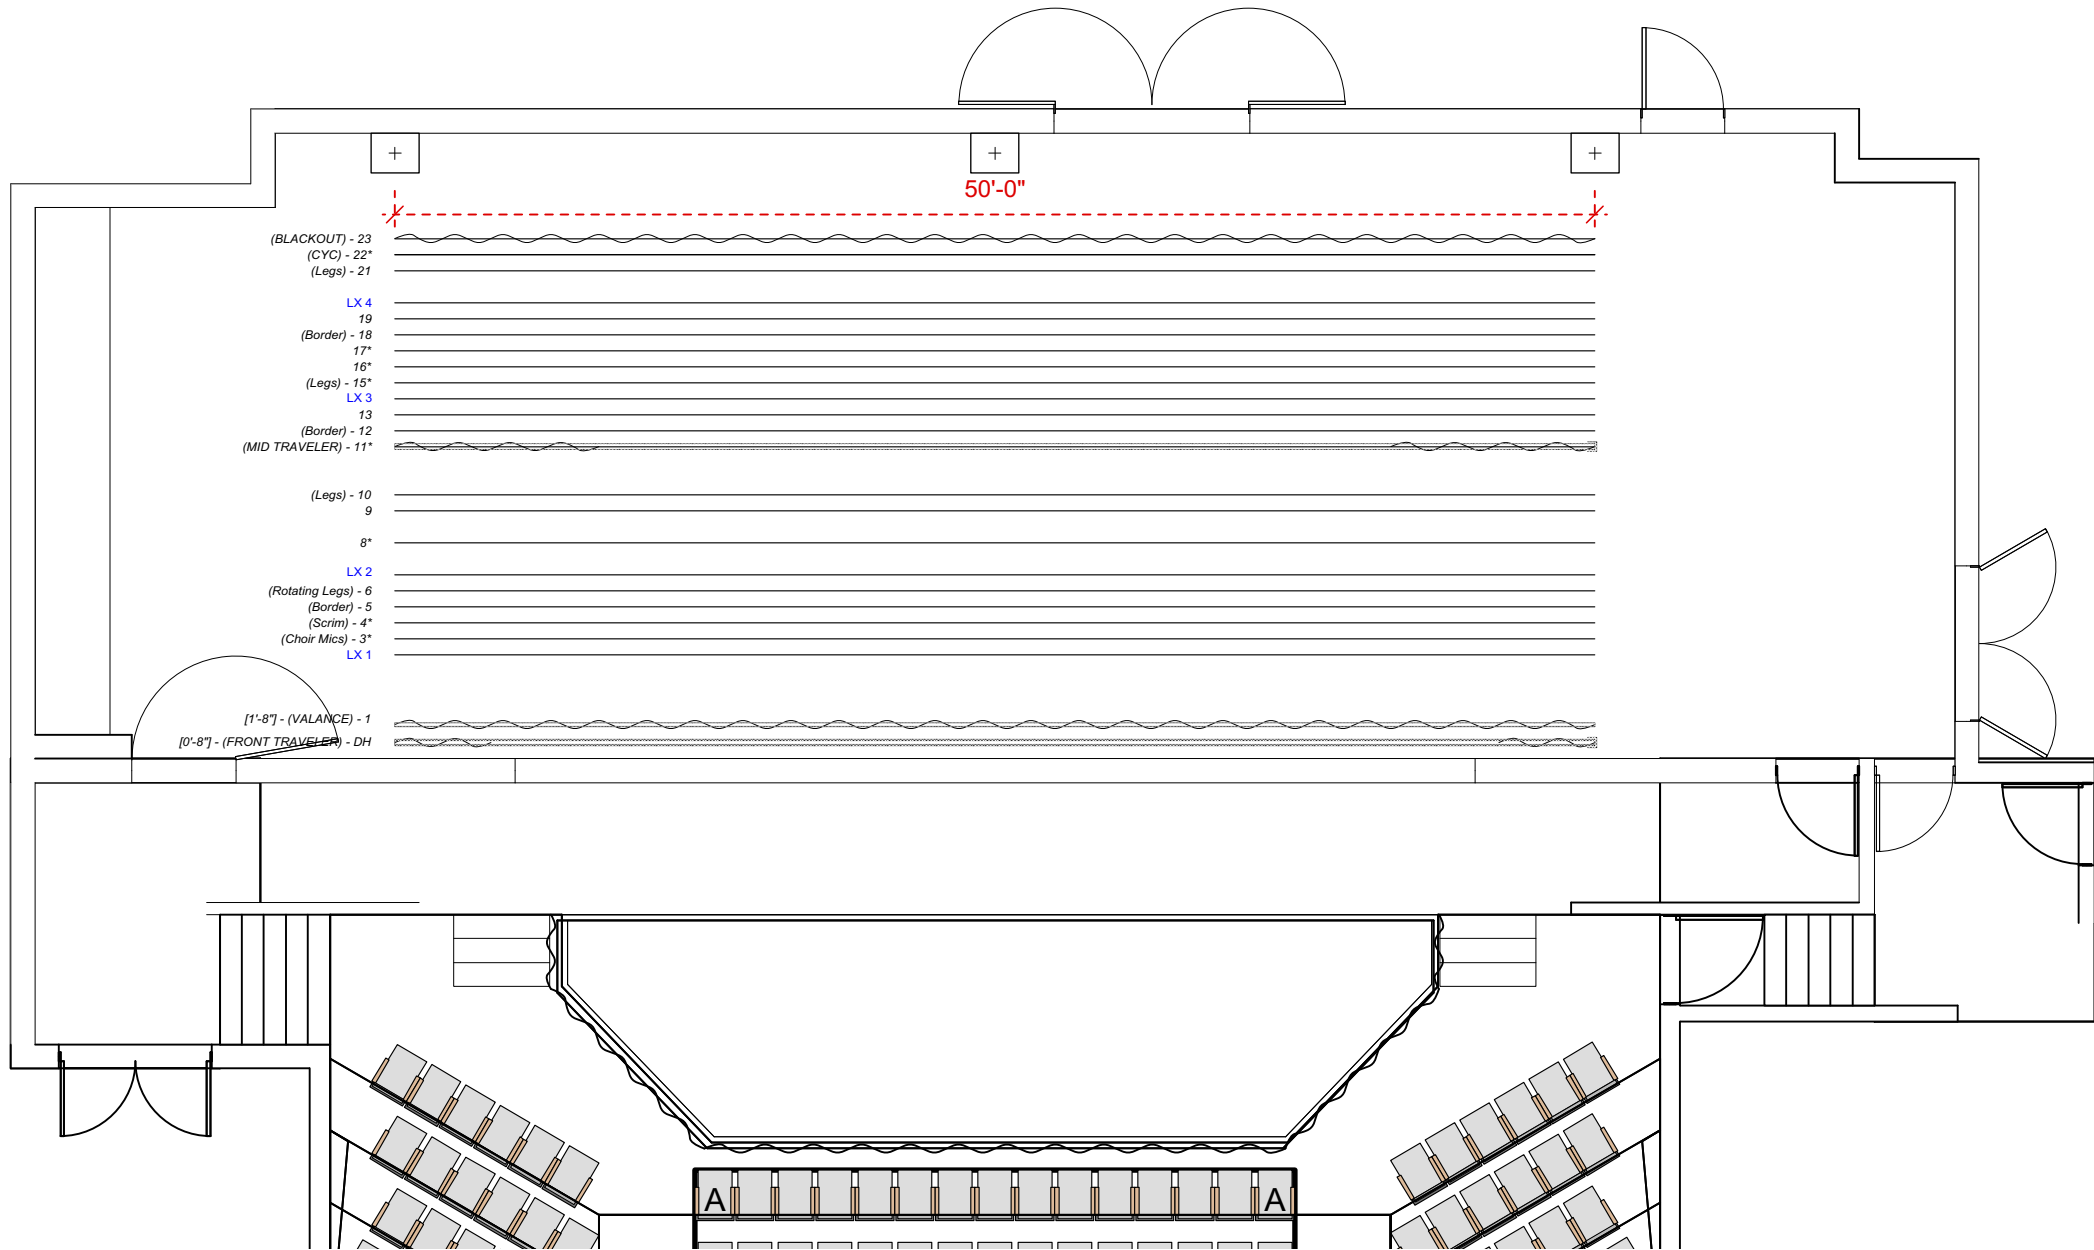 50'-0"
(BLACKOUT) - 23
(CYC) - 22*
(Legs) - 21
LX 4
19
(Border) - 18
17*
16*
(Legs) - 15*
LX 3
13
(Border) - 12
(MID TRAVELER) - 11*
(Legs) - 10
9
8*
LX 2
(Rotating Legs) - 6
(Border) - 5
(Scrim) - 4*
(Choir Mics) - 3*
LX 1
[1'-8"] - (VALANCE) - 1
[0'-8"] - (FRONT TRAVELER) - DH
A A